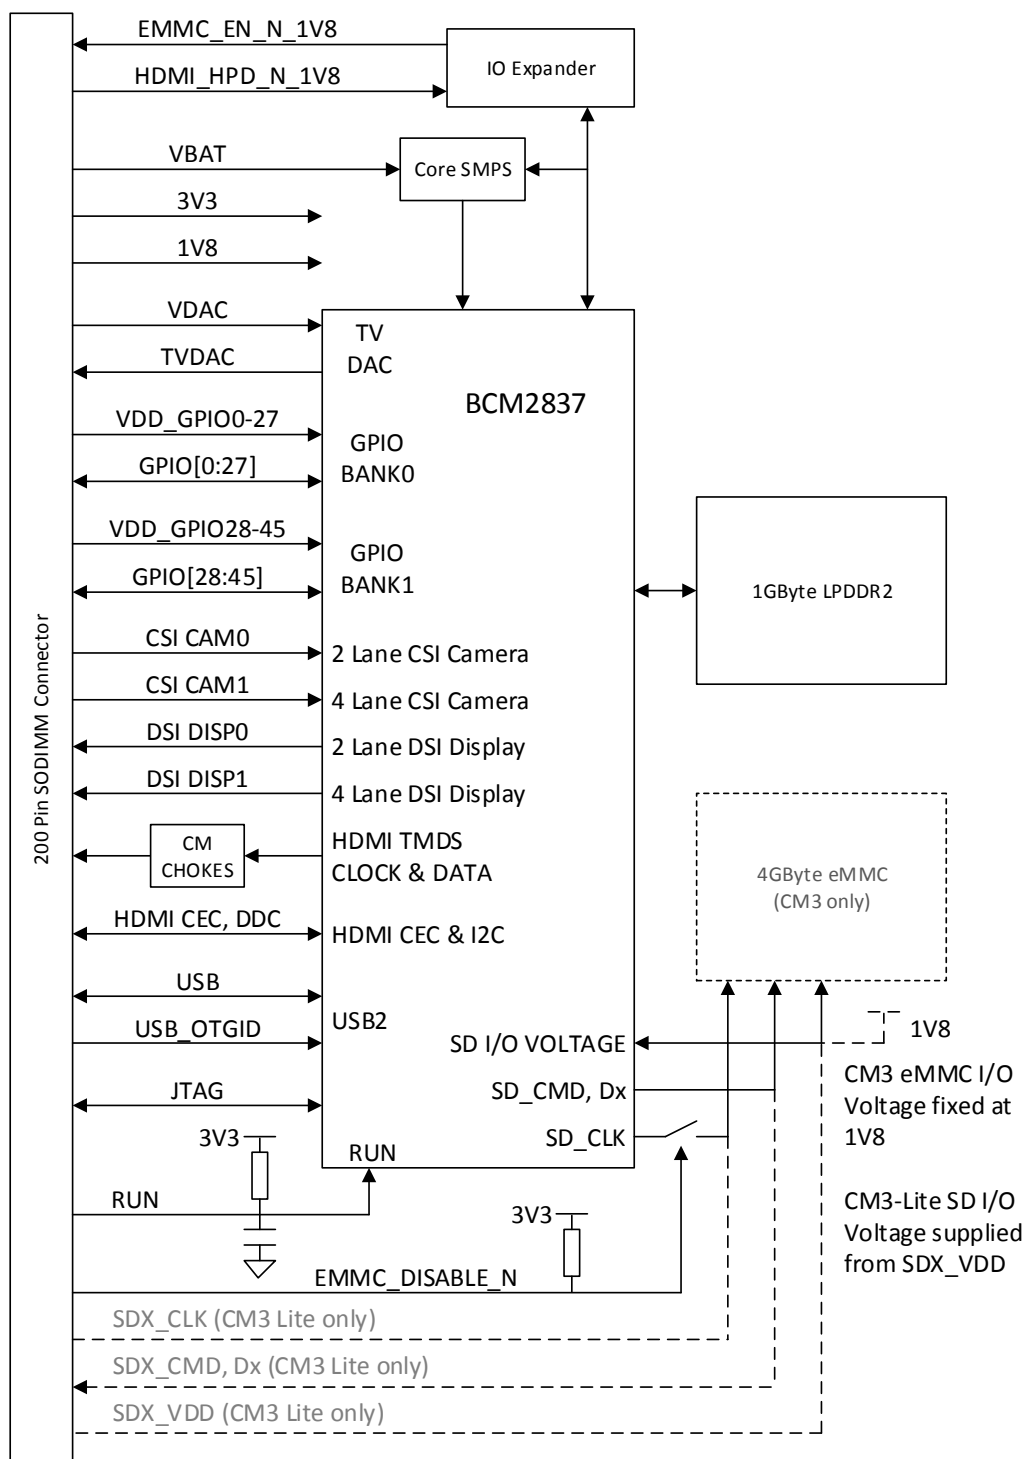 EMMC_EN_N_1V8
IO Expander
HDMI_HPD_N_1V8
VBAT
Core SMPS
3V3
1V8
VDAC
TV
DAC
TVDAC
BCM2837
VDD_GPIO0-27
GPIO
BANK0
GPIO[0:27]
VDD_GPIO28-45
GPIO
BANK1
GPIO[28:45]
1GByte LPDDR2
200 Pin SODIMM Connector
CSI CAM0
2 Lane CSI Camera
CSI CAM1
4 Lane CSI Camera
DSI DISP0
2 Lane DSI Display
DSI DISP1
4 Lane DSI Display
CM
CHOKES
HDMI TMDS
CLOCK & DATA
4GByte eMMC
(CM3 only)
HDMI CEC, DDC
HDMI CEC & I2C
USB
USB2
USB_OTGID
SD I/O VOLTAGE
1V8
CM3 eMMC I/O
Voltage fixed at
1V8
JTAG
SD_CMD, Dx
SD_CLK
3V3
RUN
RUN
3V3
CM3-Lite SD I/O
Voltage supplied
from SDX_VDD
EMMC_DISABLE_N
SDX_CLK (CM3 Lite only)
SDX_CMD, Dx (CM3 Lite only)
SDX_VDD (CM3 Lite only)